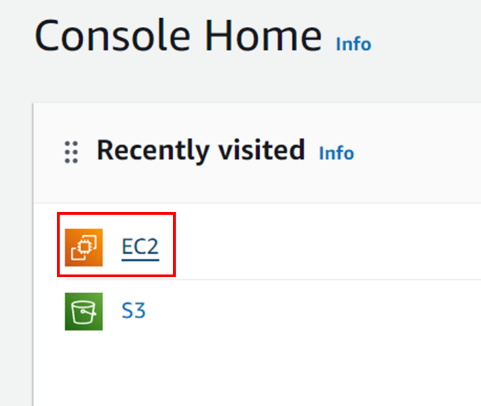 Console Home Info
Recently visited Info
EC2
S3